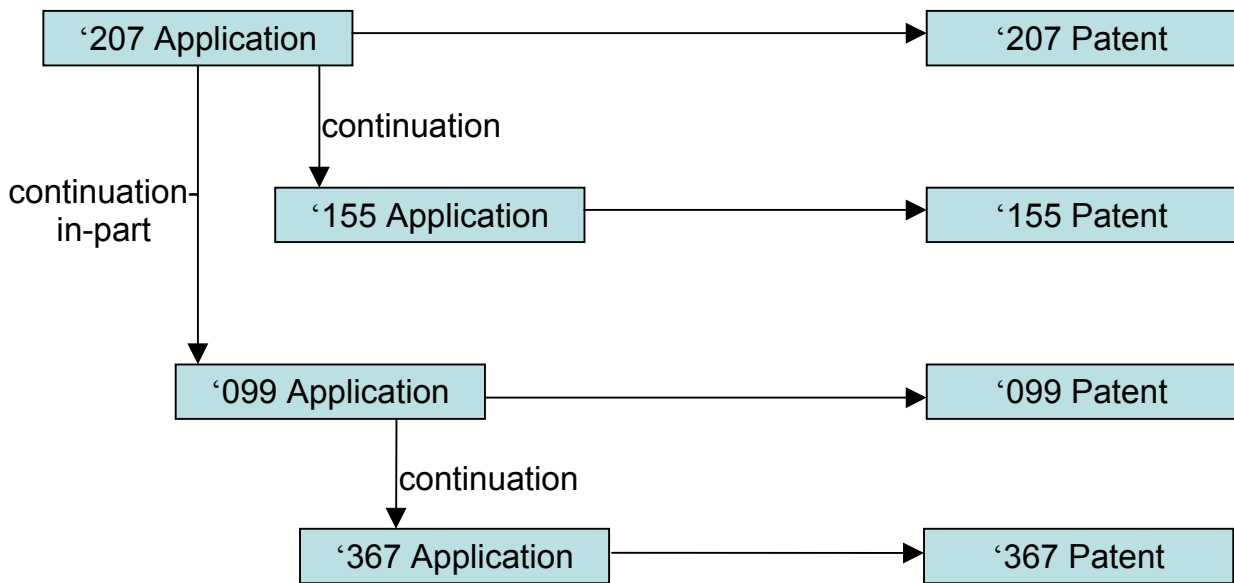 ‘207 Application
‘207 Patent
continuation
continuation-
in-part
‘155 Application
‘155 Patent
‘099 Application
‘099 Patent
continuation
‘367 Application
‘367 Patent